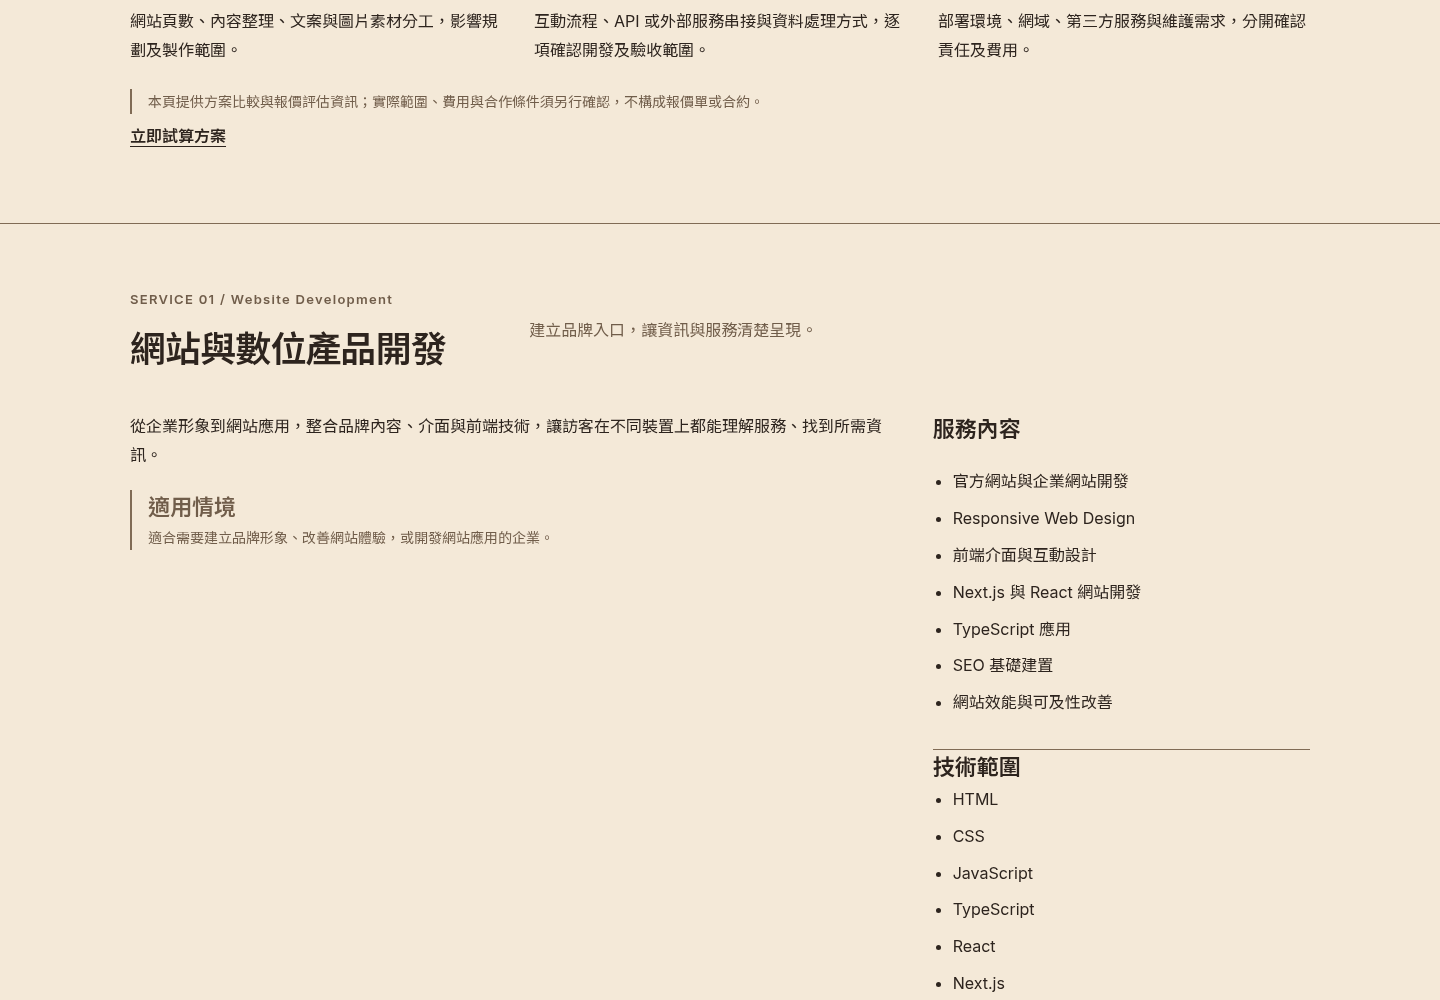 網站頁數、內容整理、文案與圖片素材分工，影響規
劃及製作範圍。
互動流程、API 或外部服務串接與資料處理方式，逐
項確認開發及驗收範圍。
部署環境、網域、第三方服務與維護需求，分開確認
責任及費用。
本頁提供方案比較與報價評估資訊；實際範圍、費用與合作條件須另行確認，不構成報價單或合約。
立即試算方案
SERVICE 01 / Website Development
網站與數位產品開發
建立品牌入口，讓資訊與服務清楚呈現。
從企業形象到網站應用，整合品牌內容、介面與前端技術，讓訪客在不同裝置上都能理解服務、找到所需資
訊。
適用情境
適合需要建立品牌形象、改善網站體驗，或開發網站應用的企業。
服務內容
官方網站與企業網站開發
Responsive Web Design
前端介面與互動設計
Next.js 與 React 網站開發
TypeScript 應用
SEO 基礎建置
網站效能與可及性改善
技術範圍
HTML
CSS
JavaScript
TypeScript
React
Next.js